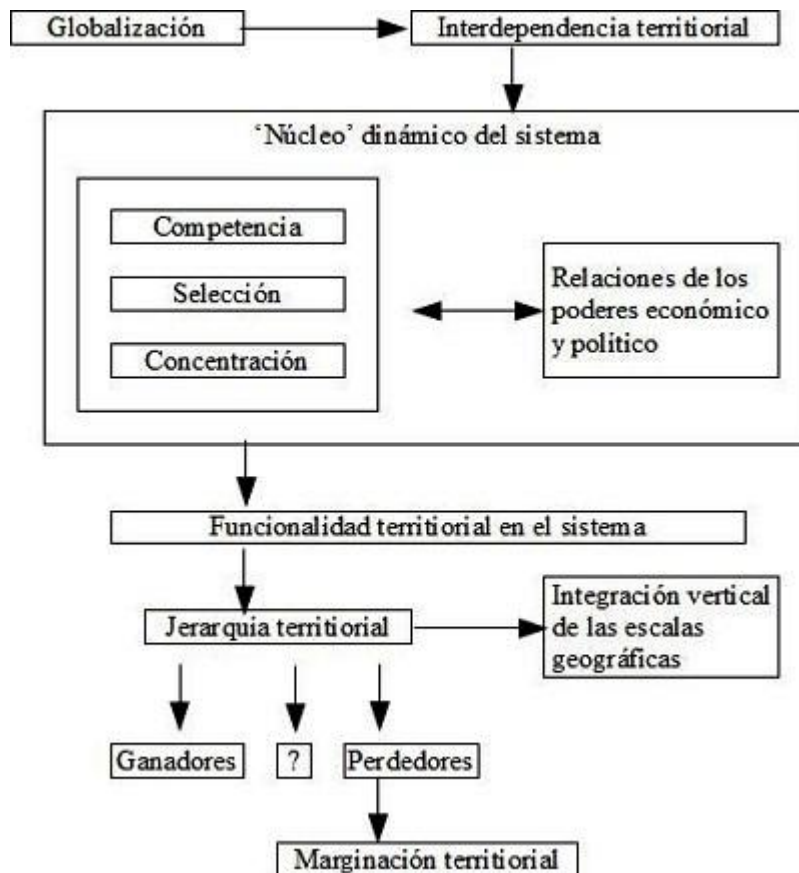 Globalización
Interdependencia territorial
‘Núcleo’ dinámico del sistema
Competencia
Selección
Concentración
Relaciones de los
poderes económico
y politico
Funcionalidad territorial en el sistema
Jerarquía territorial
Integración vertical
de las escalas
geográficas
Ganadores
?
Perdedores
Marginación territorial